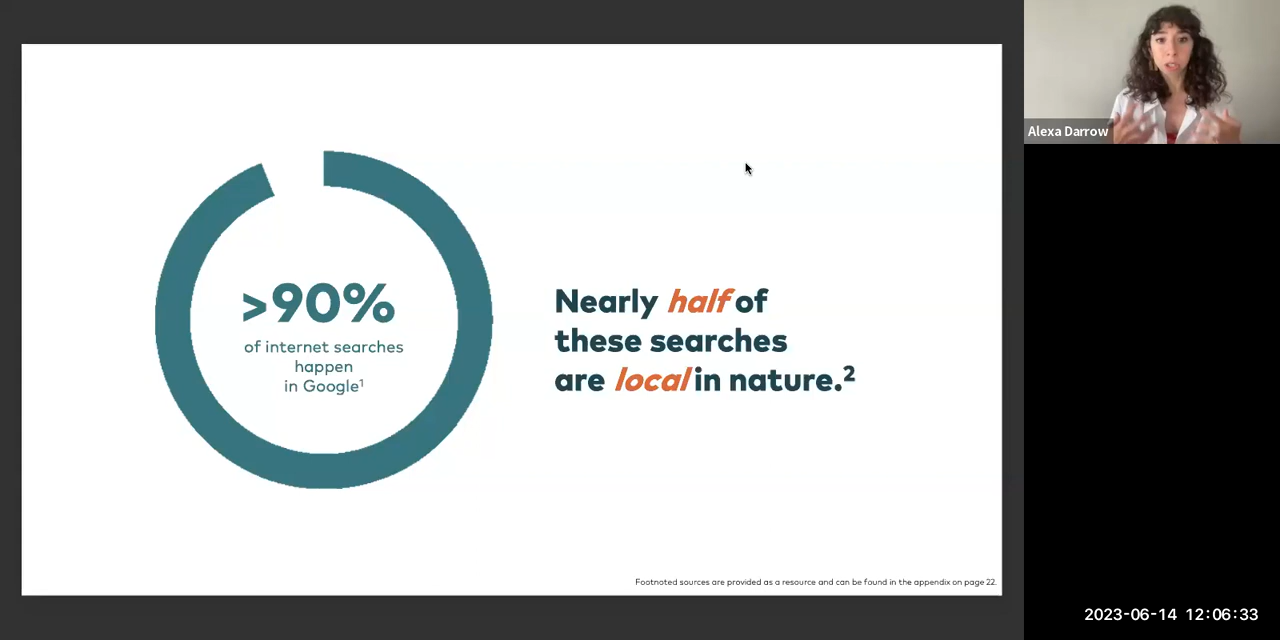 Alexa Darrow
>90%
of internet searches
happen
in Google¹
Nearly half of
these searches
are local in nature.²
Footnoted sources are provided as a resource and can be found in the appendix on page 22.
2023-06-14 12:06:33